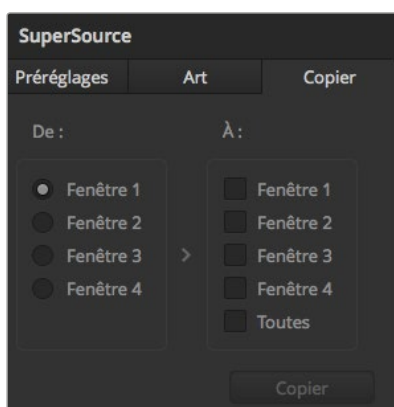 SuperSource
Préréglages Art Copier
De : À :
Fenêtre 1 Fenêtre 1
Fenêtre 2 Fenêtre 2
Fenêtre 3 > Fenêtre 3
Fenêtre 4 Fenêtre 4
Toutes
Copier